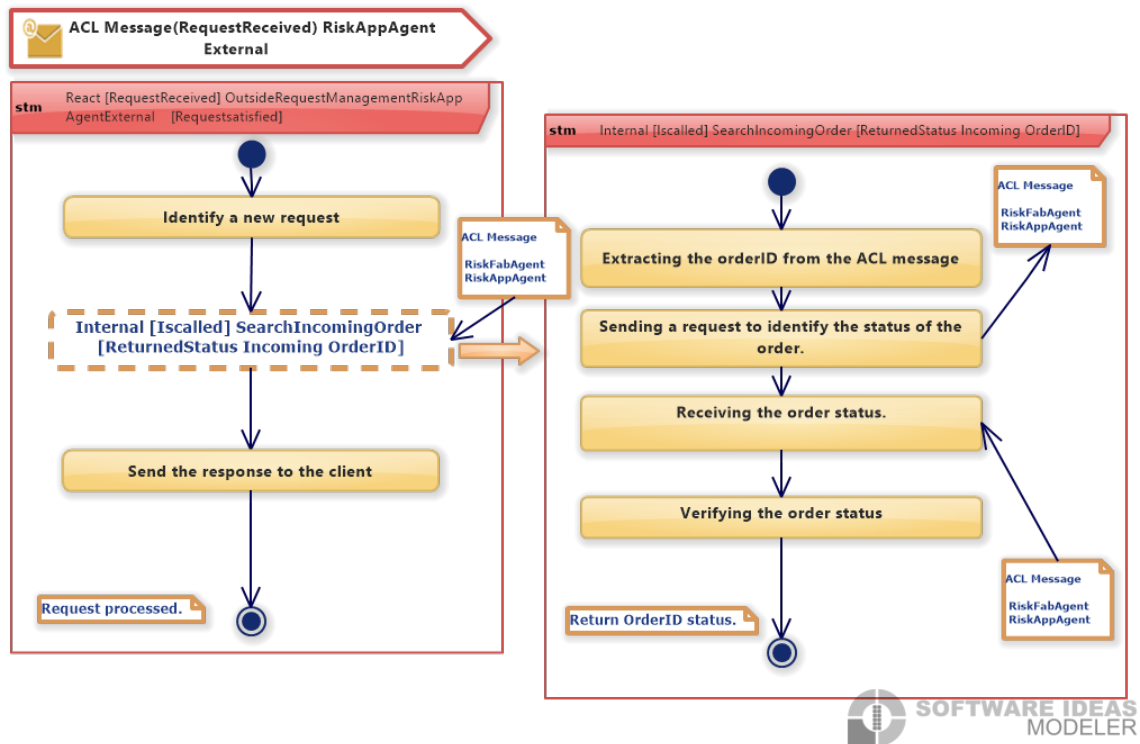 ACL Message(RequestReceived) RiskAppAgent
External
stm
React [RequestReceived] OutsideRequestManagementRiskApp
AgentExternal [Requestsatisfied]
Identify a new request
ACL Message
RiskFabAgent
RiskAppAgent
Internal [Iscalled] SearchIncomingOrder
[ReturnedStatus Incoming OrderID]
Send the response to the client
Request processed.
stm
Internal [Iscalled] SearchIncomingOrder [ReturnedStatus Incoming OrderID]
ACL Message
RiskFabAgent
RiskAppAgent
Extracting the orderID from the ACL message
Sending a request to identify the status of the
order.
Receiving the order status.
Verifying the order status
ACL Message
RiskFabAgent
RiskAppAgent
Return OrderID status.
SOFTWARE IDEAS
MODELER